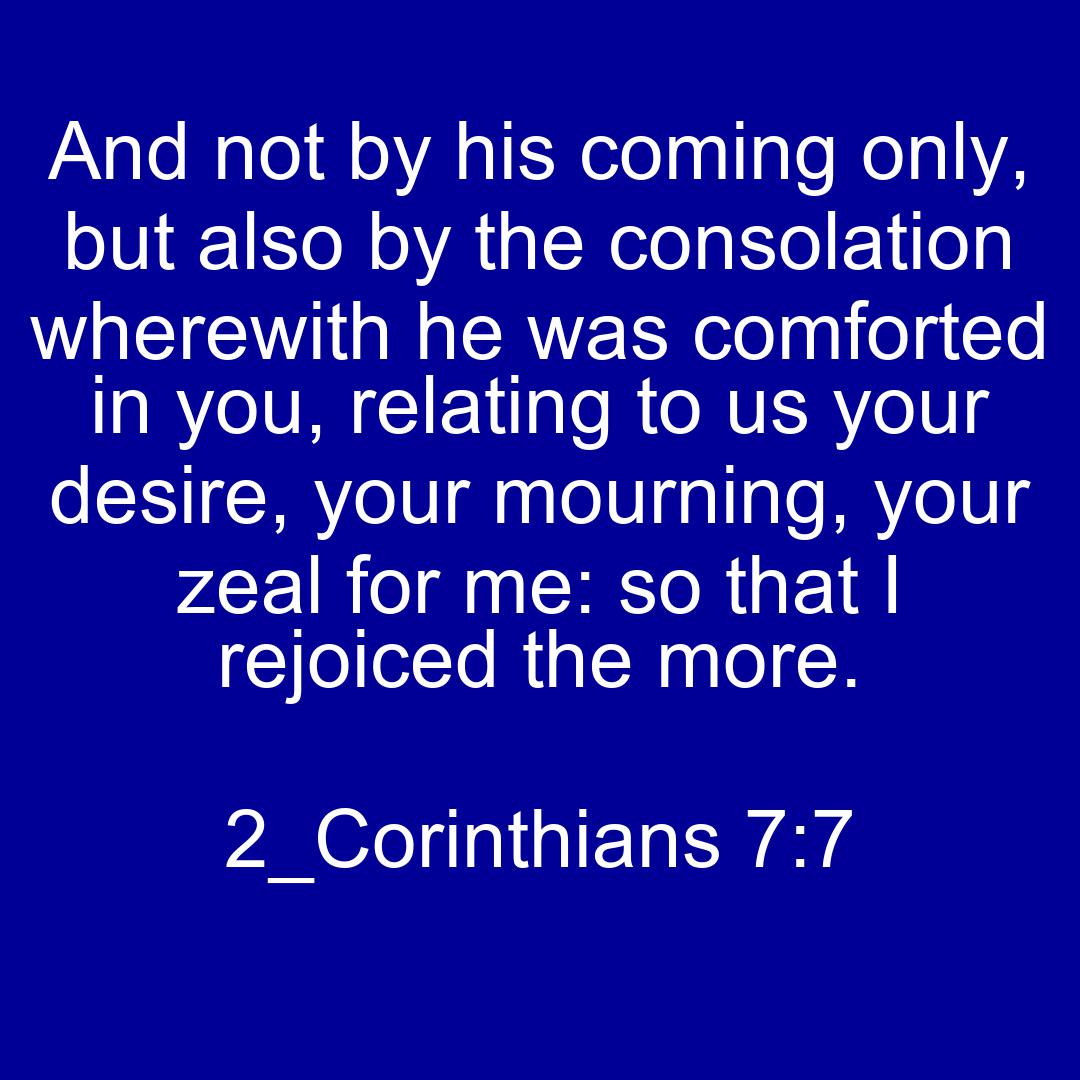 And not by his coming only,
but also by the consolation
wherewith he was comforted
in you, relating to us your
desire, your mourning, your
zeal for me: so that I
rejoiced the more.
2_Corinthians 7:7